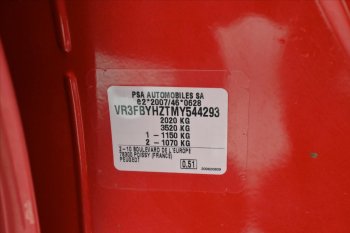 PSA AUTOMOBILES SA
e2*2007/46*0628
VR3FBYHZTMY544293
2020 KG
3520 KG
1 - 1150 KG
2 - 1070 KG
2-10 BOULEVARD DE L'EUROPE
78300 POISSY (FRANCE)
PEUGEOT
0,51